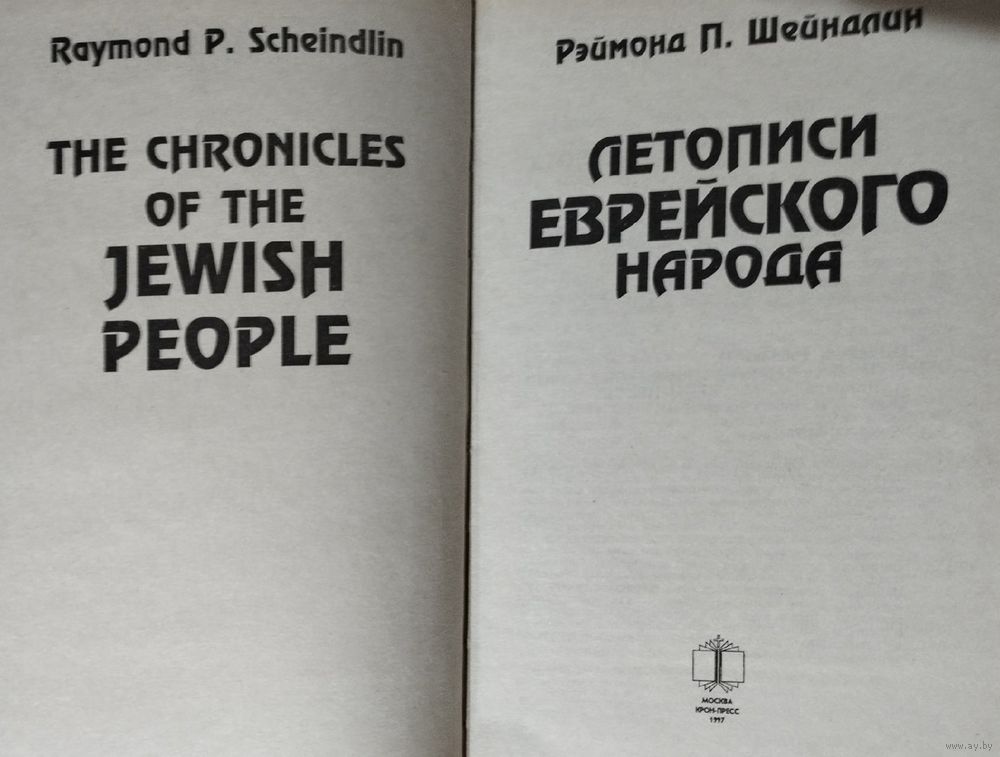 Raymond P. Scheindlin
THE CHRONICLES
OF THE
JEWISH
PEOPLE
Рэймонд П. Шейндлин
ЛЕТОПИСИ
ЕВРЕЙСКОГО
НАРОДА
МОСКВА
КРОН-ПРЕСС
1997
www.ay.by